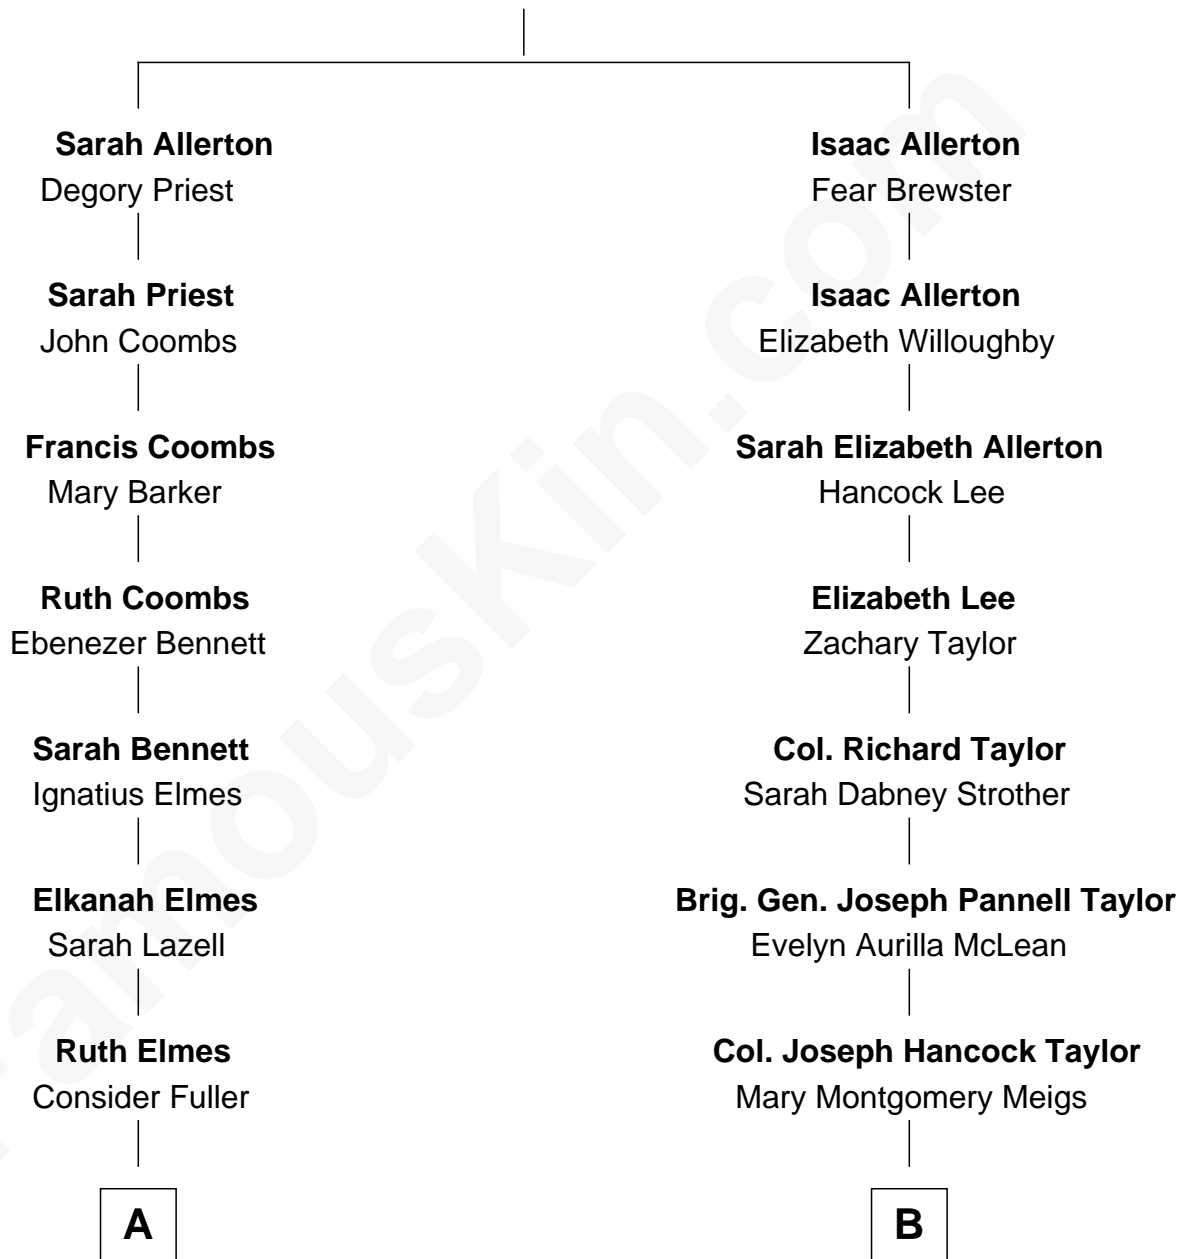 Sarah Allerton
Degory Priest
Sarah Priest
John Coombs
Francis Coombs
Mary Barker
Ruth Coombs
Ebenezer Bennett
Sarah Bennett
Ignatius Elmes
Elkanah Elmes
Sarah Lazell
Ruth Elmes
Consider Fuller
A
Isaac Allerton
Fear Brewster
Isaac Allerton
Elizabeth Willoughby
Sarah Elizabeth Allerton
Hancock Lee
Elizabeth Lee
Zachary Taylor
Col. Richard Taylor
Sarah Dabney Strother
Brig. Gen. Joseph Pannell Taylor
Evelyn Aurilla McLean
Col. Joseph Hancock Taylor
Mary Montgomery Meigs
B
FamousKin.com